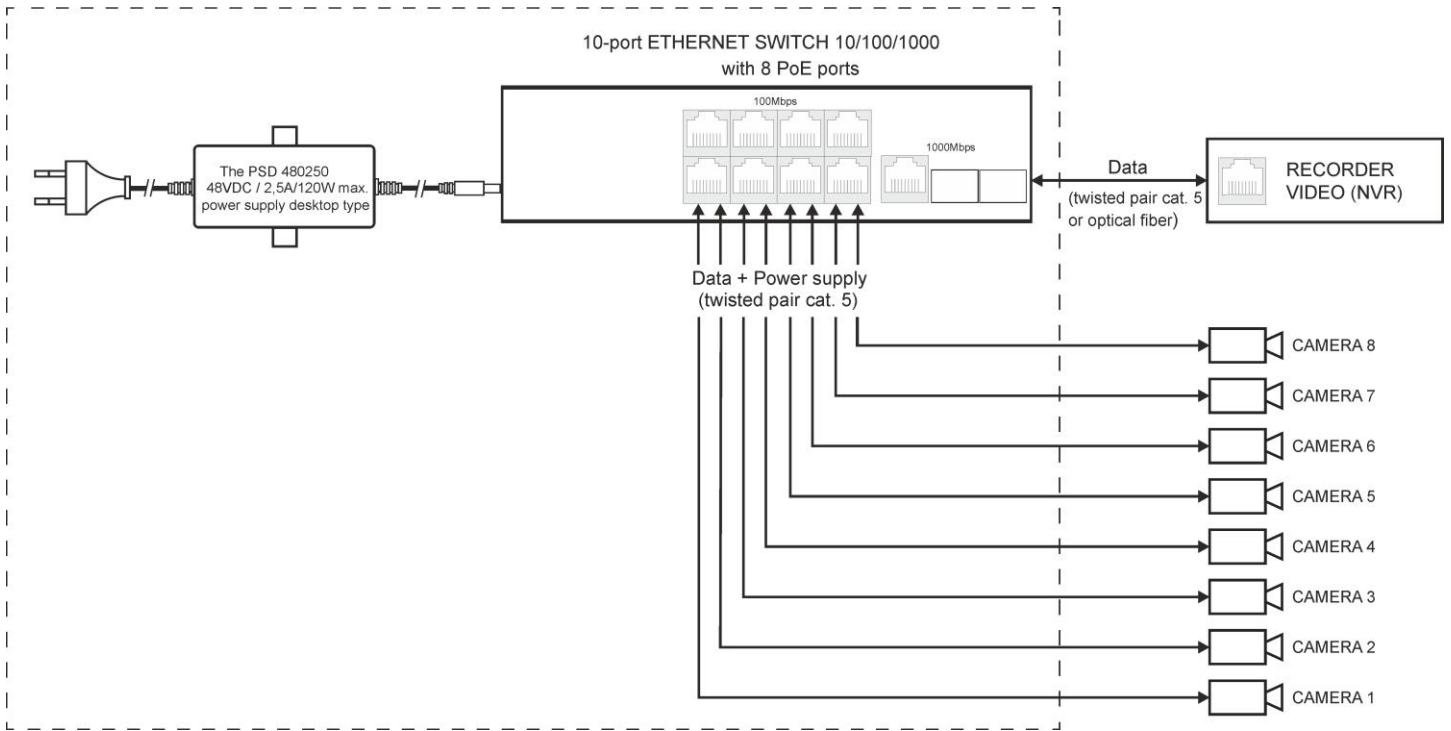 10-port ETHERNET SWITCH 10/100/1000
with 8 PoE ports
100Mbps
1000Mbps
The PSD 480250
48VDC / 2,5A/120W max.
power supply desktop type
Data
(twisted pair cat. 5
or optical fiber)
RECORDER
VIDEO (NVR)
Data + Power supply
(twisted pair cat. 5)
CAMERA 8
CAMERA 7
CAMERA 6
CAMERA 5
CAMERA 4
CAMERA 3
CAMERA 2
CAMERA 1